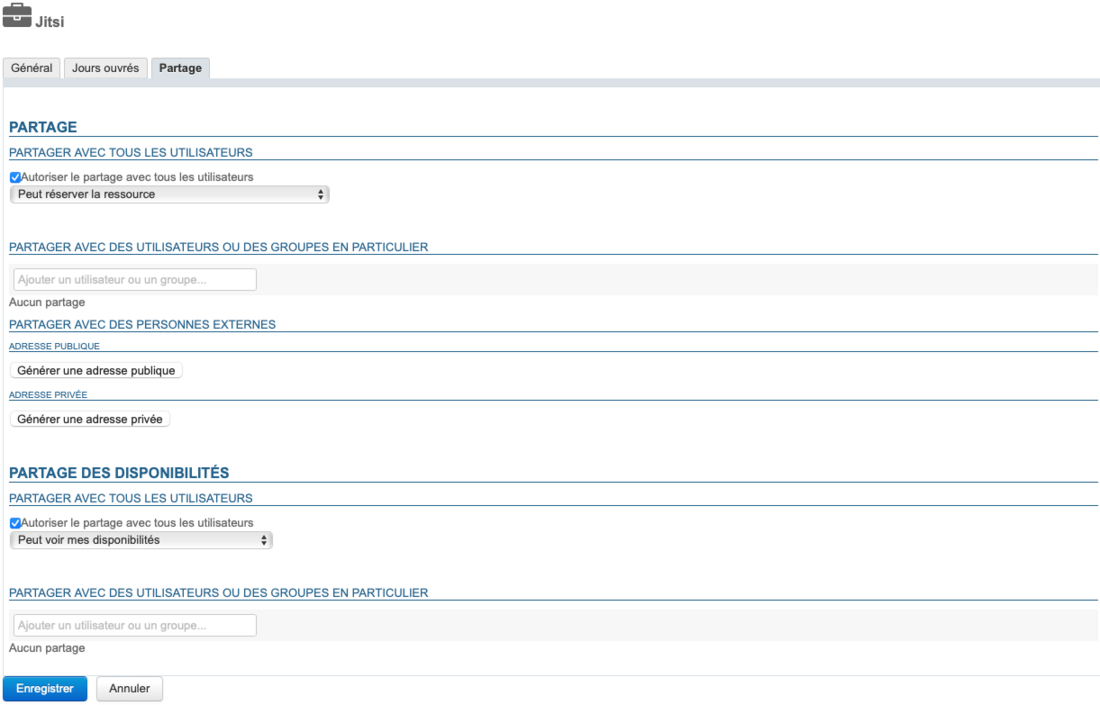 Jitsi
Général Jours ouvrés Partage
PARTAGE
PARTAGER AVEC TOUS LES UTILISATEURS
Autoriser le partage avec tous les utilisateurs
Peut réserver la ressource
PARTAGER AVEC DES UTILISATEURS OU DES GROUPES EN PARTICULIER
Ajouter un utilisateur ou un groupe...
Aucun partage
PARTAGER AVEC DES PERSONNES EXTERNES
ADRESSE PUBLIQUE
Générer une adresse publique
ADRESSE PRIVÉE
Générer une adresse privée
PARTAGE DES DISPONIBILITÉS
PARTAGER AVEC TOUS LES UTILISATEURS
Autoriser le partage avec tous les utilisateurs
Peut voir mes disponibilités
PARTAGER AVEC DES UTILISATEURS OU DES GROUPES EN PARTICULIER
Ajouter un utilisateur ou un groupe...
Aucun partage
Enregistrer Annuler